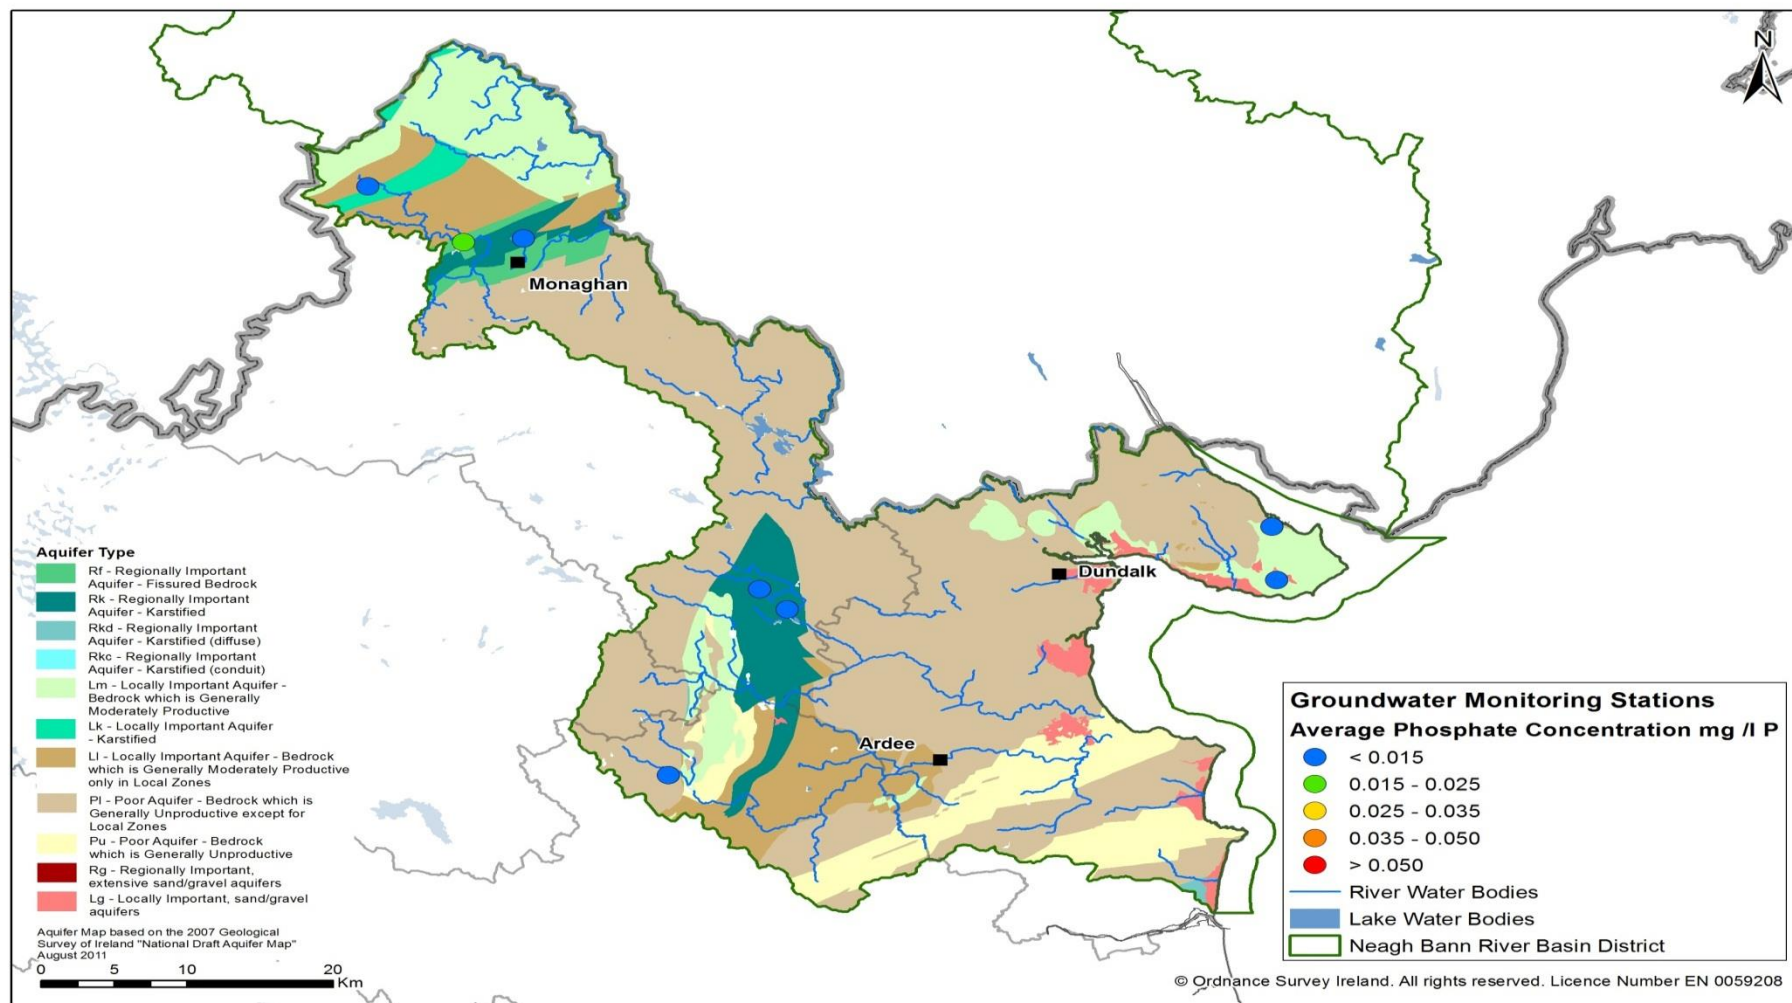 N
Monaghan
Dundalk
Ardee
Aquifer Type
Rf - Regionally Important
Aquifer - Fissured Bedrock
Rk - Regionally Important
Aquifer - Karstified
Rkd - Regionally Important
Aquifer - Karstified (diffuse)
Rkc - Regionally Important
Aquifer - Karstified (conduit)
Lm - Locally Important Aquifer -
Bedrock which is Generally
Moderately Productive
Lk - Locally Important Aquifer
- Karstified
Ll - Locally Important Aquifer - Bedrock
which is Generally Moderately Productive
only in Local Zones
Pl - Poor Aquifer - Bedrock which is
Generally Unproductive except for
Local Zones
Pu - Poor Aquifer - Bedrock
which is Generally Unproductive
Rg - Regionally Important,
extensive sand/gravel aquifers
Lg - Locally Important, sand/gravel
aquifers
Aquifer Map based on the 2007 Geological
Survey of Ireland "National Draft Aquifer Map"
August 2011
0 5 10 20
Km
Groundwater Monitoring Stations
Average Phosphate Concentration mg /l P
< 0.015
0.015 - 0.025
0.025 - 0.035
0.035 - 0.050
> 0.050
River Water Bodies
Lake Water Bodies
Neagh Bann River Basin District
© Ordnance Survey Ireland. All rights reserved. Licence Number EN 0059208